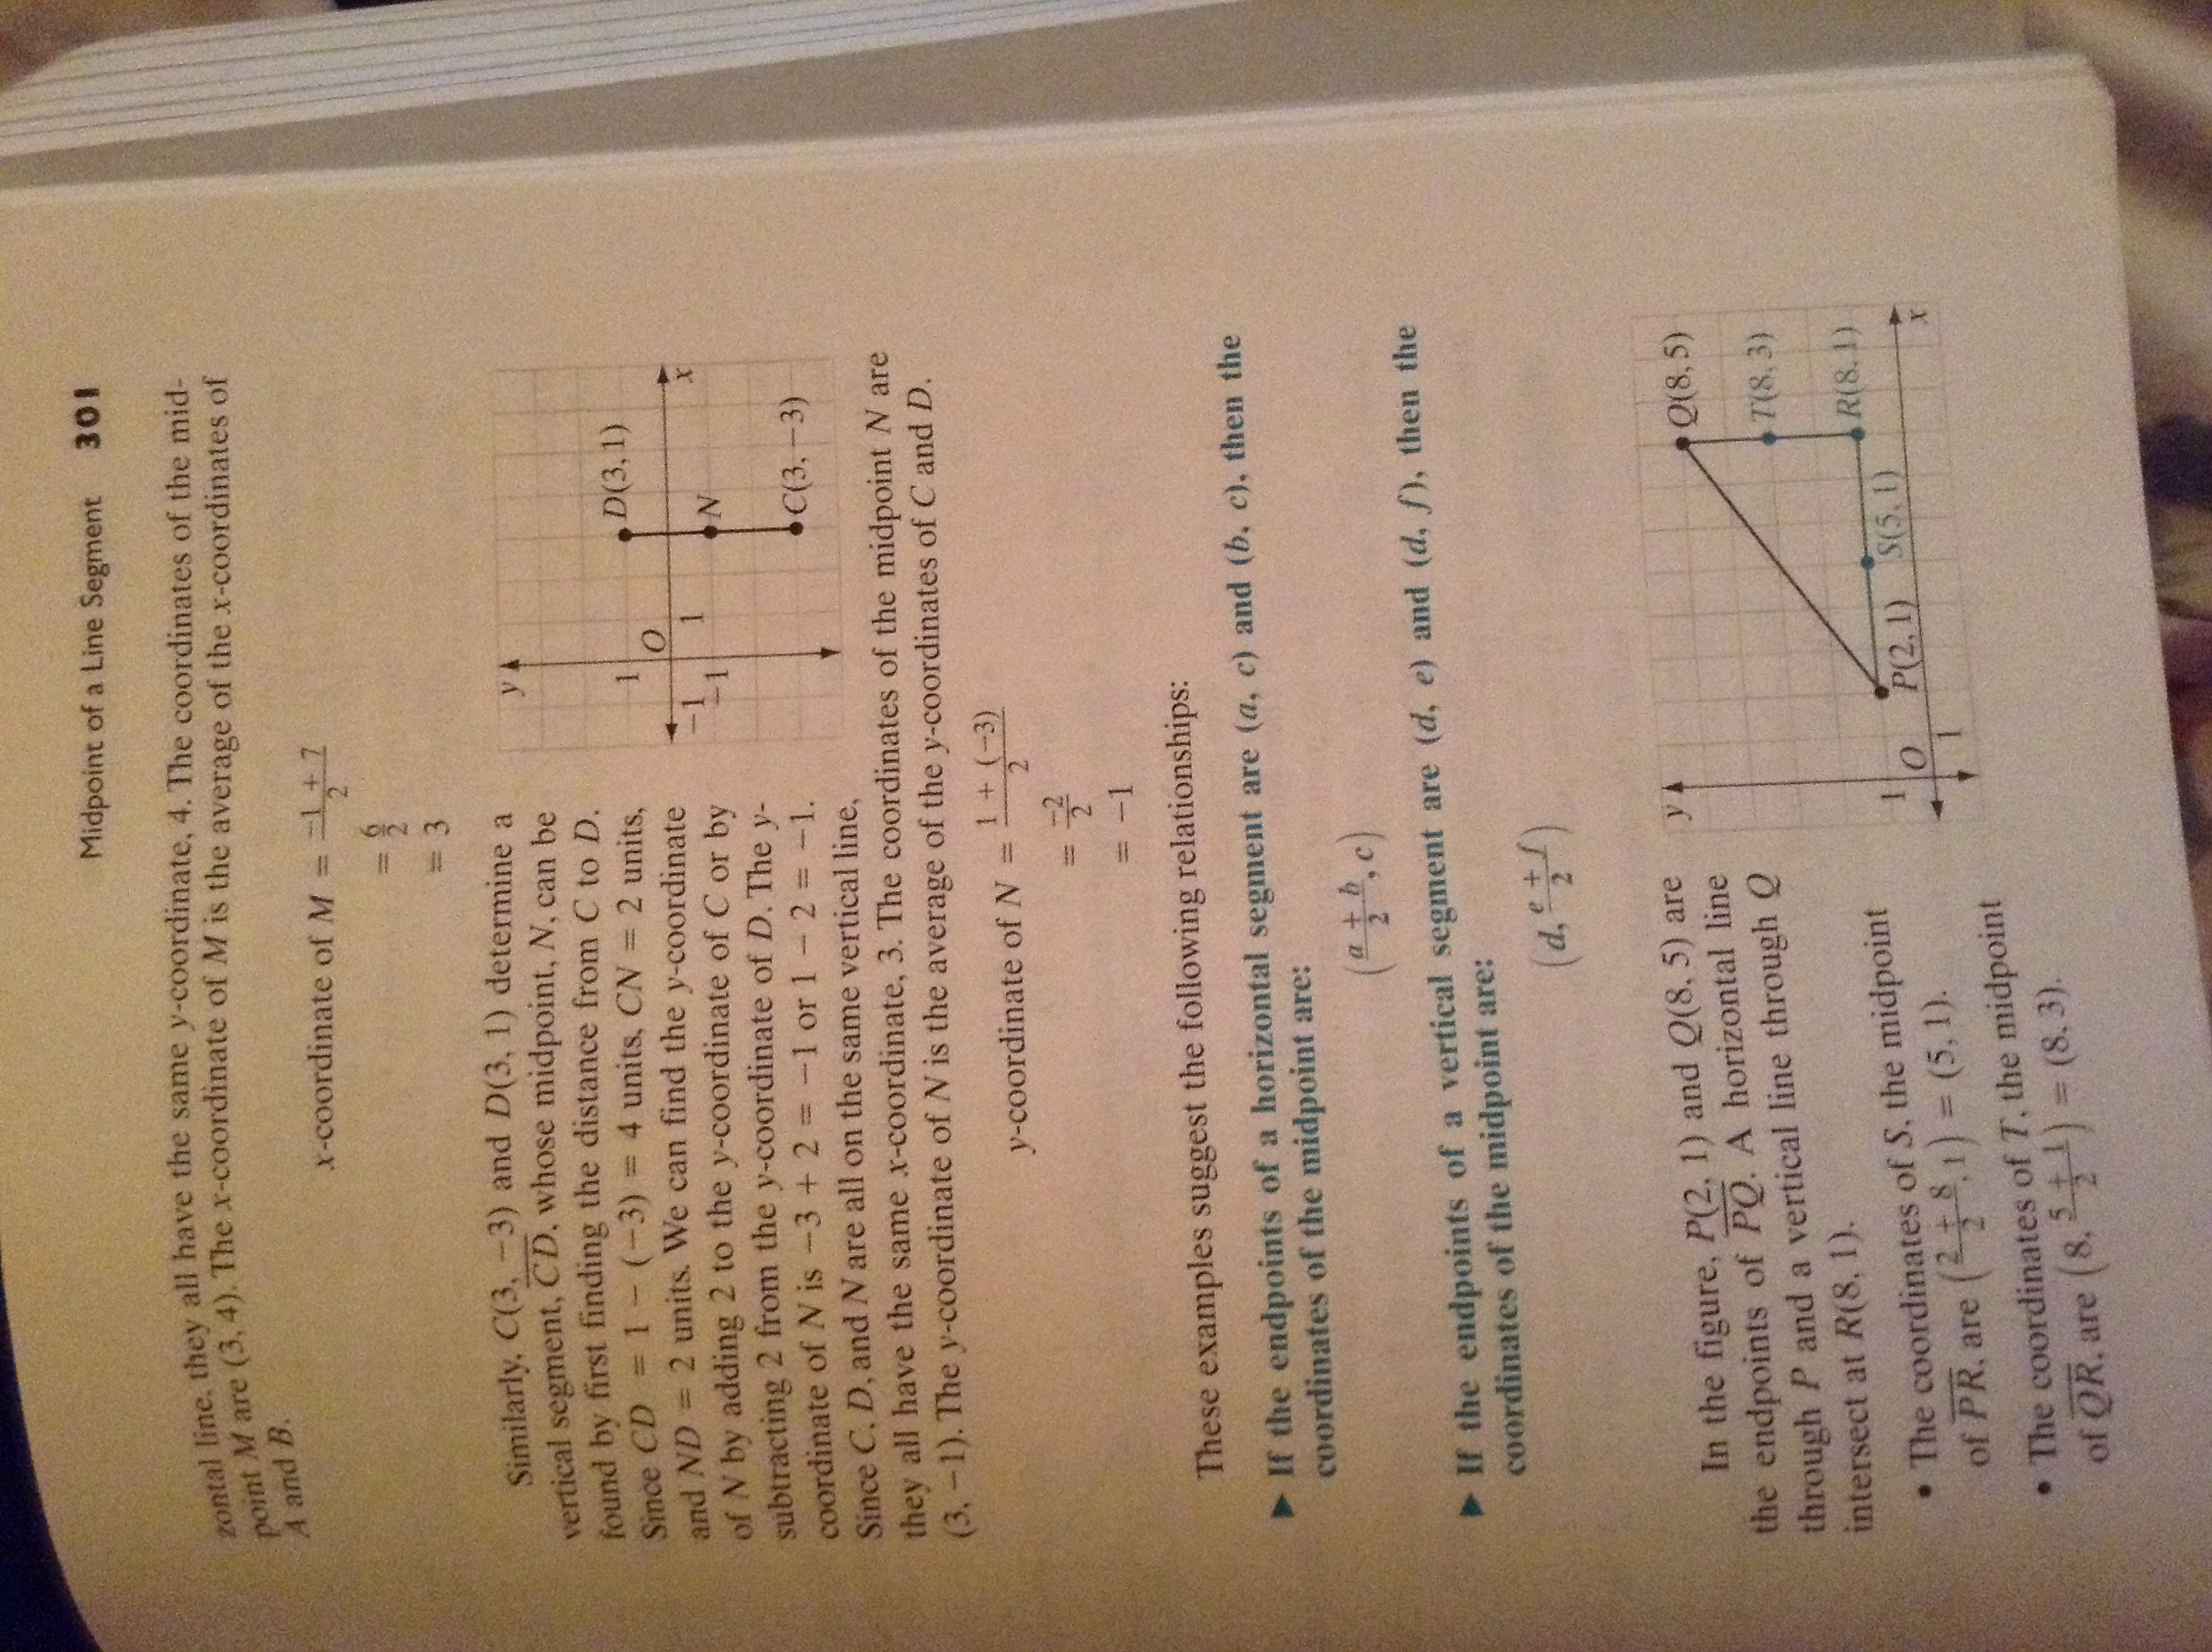 Midpoint of a Line Segment 301
zontal line, they all have the same y-coordinate, 4. The coordinates of the mid-
point M are (3, 4). The x-coordinate of M is the average of the x-coordinates of
A and B.
x-coordinate of M = \frac{-1 + 7}{2}
= \frac{6}{2}
= 3
Similarly, C(3, −3) and D(3, 1) determine a
vertical segment, \overline{CD}, whose midpoint, N, can be
found by first finding the distance from C to D.
Since CD = 1 − (−3) = 4 units, CN = 2 units,
and ND = 2 units. We can find the y-coordinate
of N by adding 2 to the y-coordinate of C or by
subtracting 2 from the y-coordinate of D. The y-
coordinate of N is −3 + 2 = −1 or 1 − 2 = −1.
Since C, D, and N are all on the same vertical line,
y
D(3, 1)
1
O
−1
1
x
−1
N
C(3, −3)
they all have the same x-coordinate, 3. The coordinates of the midpoint N are
(3, −1). The y-coordinate of N is the average of the y-coordinates of C and D.
y-coordinate of N = \frac{1 + (−3)}{2}
= \frac{−2}{2}
= −1
These examples suggest the following relationships:
▶ If the endpoints of a horizontal segment are (a, c) and (b, c), then the
coordinates of the midpoint are:
(\frac{a + b}{2}, c)
▶ If the endpoints of a vertical segment are (d, e) and (d, f), then the
coordinates of the midpoint are:
(d, \frac{e + f}{2})
In the figure, P(2, 1) and Q(8, 5) are
the endpoints of \overline{PQ}. A horizontal line
through P and a vertical line through Q
intersect at R(8, 1).
• The coordinates of S, the midpoint
of \overline{PR}, are (\frac{2 + 8}{2}, 1) = (5, 1).
• The coordinates of T, the midpoint
of \overline{QR}, are (8, \frac{5 + 1}{2}) = (8, 3).
y
Q(8, 5)
T(8, 3)
R(8, 1)
1
O
P(2, 1)
S(5, 1)
x
1